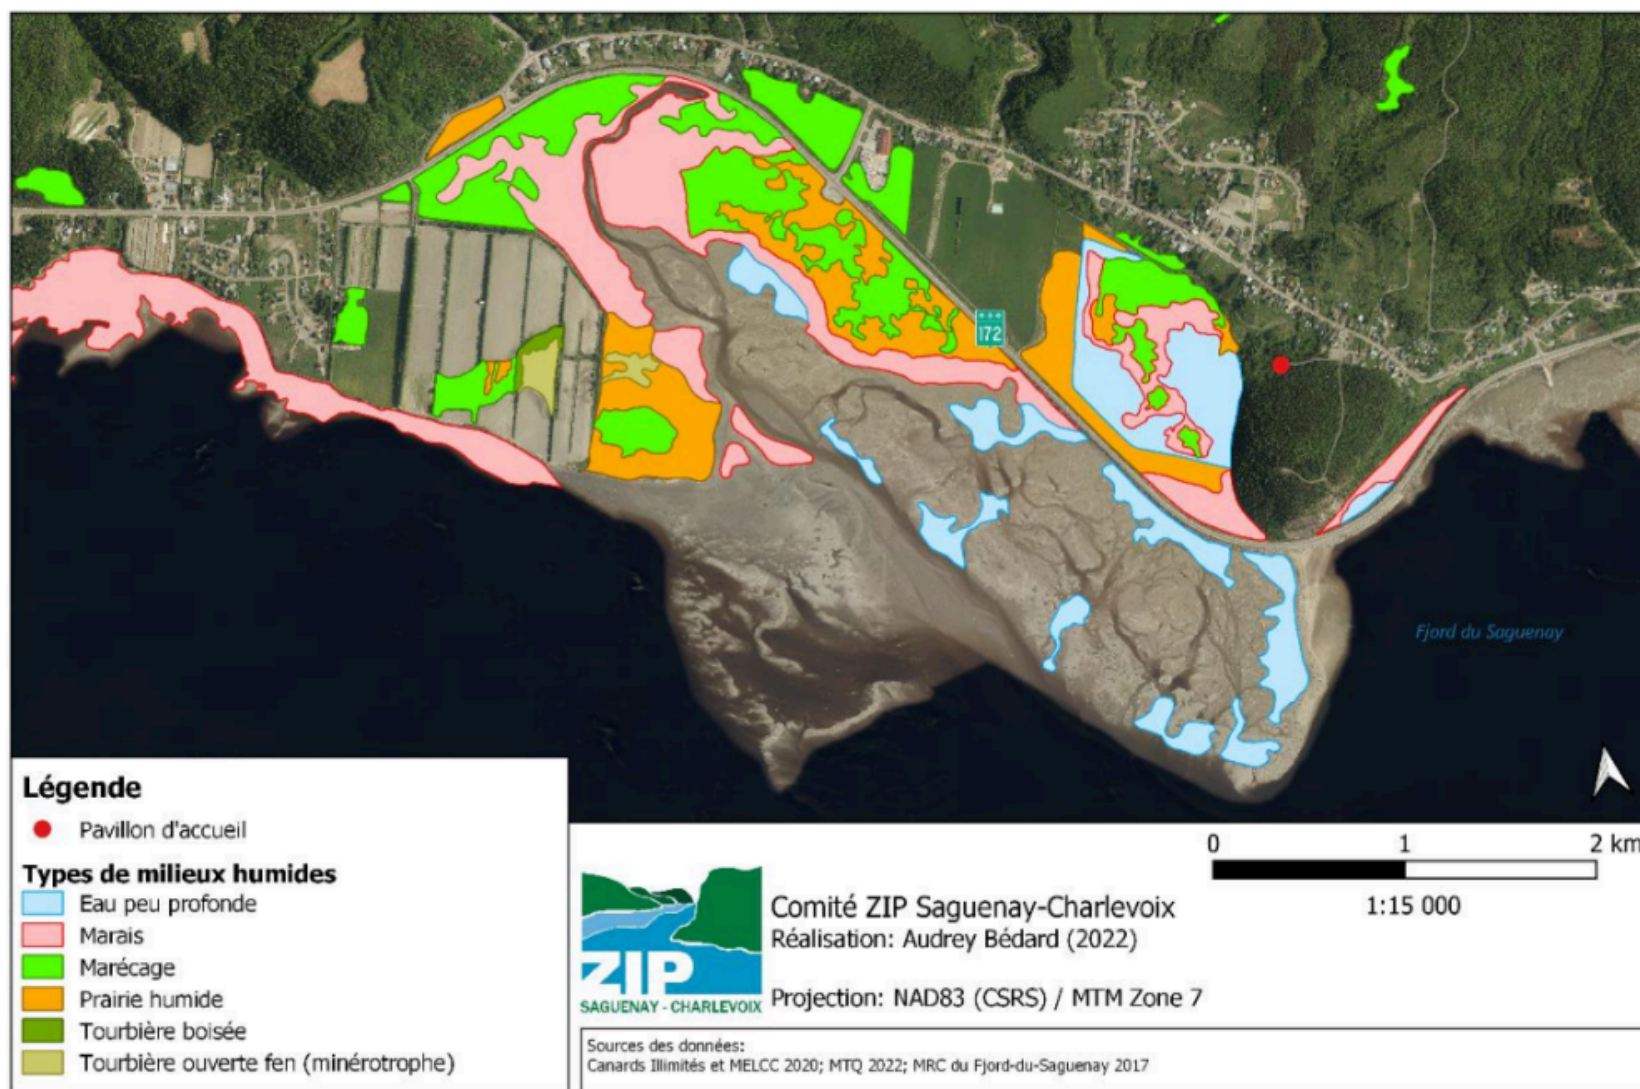 172
Fjord du Saguenay
Légende
Pavillon d'accueil
Types de milieux humides
Eau peu profonde
Marais
Marécage
Prairie humide
Tourbière boisée
Tourbière ouverte fen (minérotrophe)
0 1 2 km
1:15 000
ZIP
SAGUENAY - CHARLEVOIX
Comité ZIP Saguenay-Charlevoix
Réalisation: Audrey Bédard (2022)
Projection: NAD83 (CSRS) / MTM Zone 7
Sources des données:
Canards Illimités et MELCC 2020; MTQ 2022; MRC du Fjord-du-Saguenay 2017